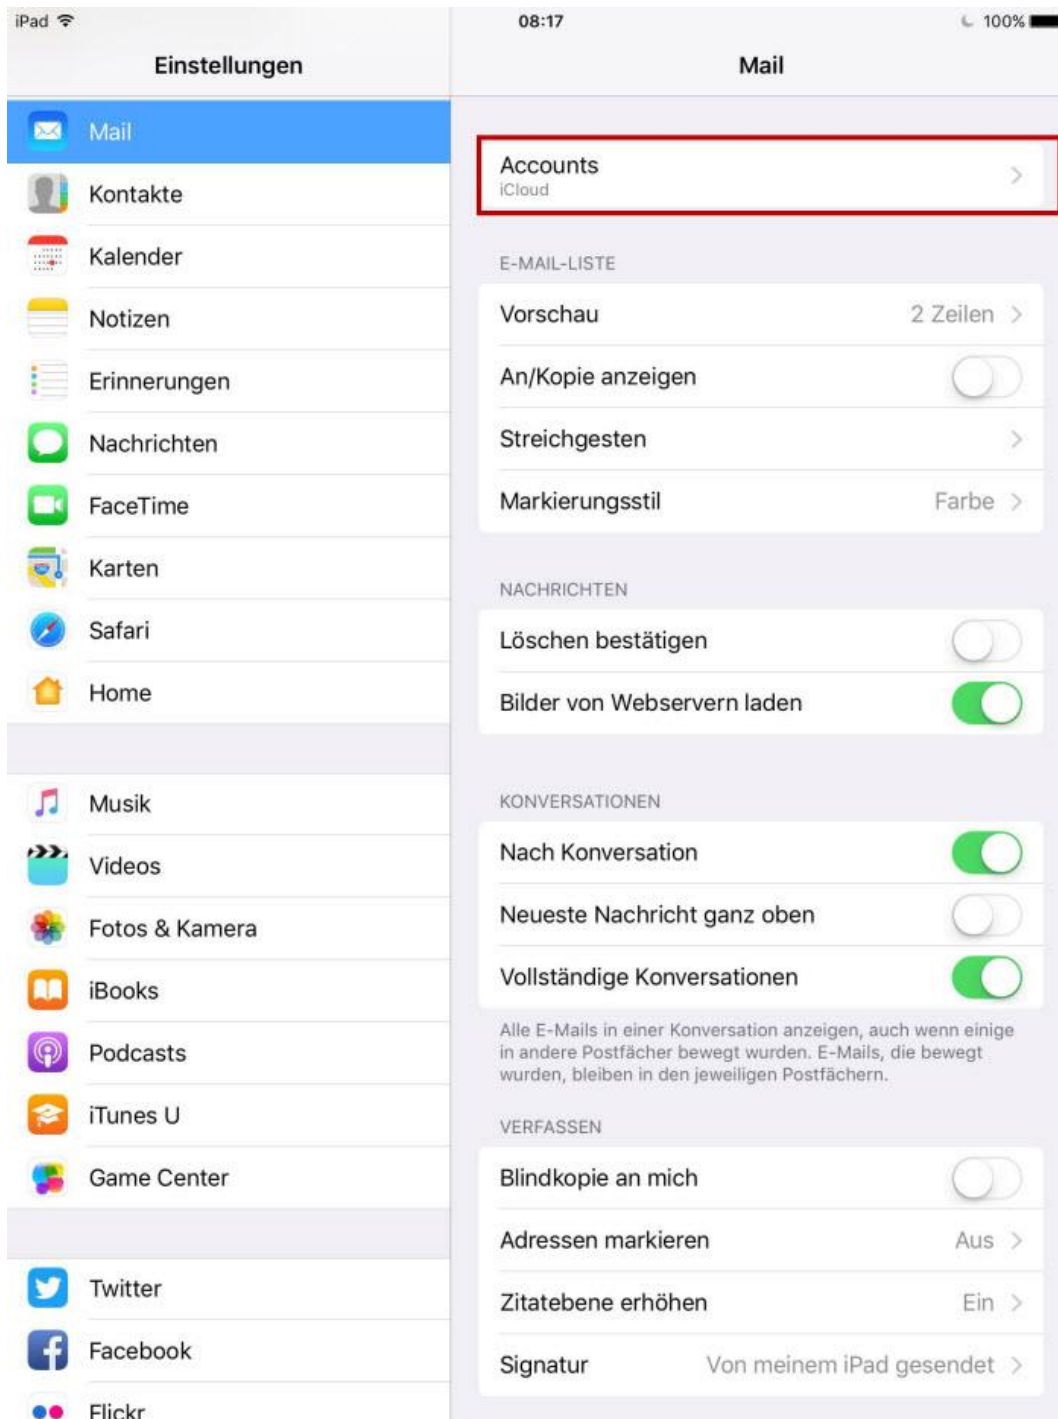 iPad
08:17
100%
Einstellungen
Mail
Mail
Kontakte
Kalender
Notizen
Erinnerungen
Nachrichten
FaceTime
Karten
Safari
Home
Musik
Videos
Fotos & Kamera
iBooks
Podcasts
iTunes U
Game Center
Twitter
Facebook
Flickr
Accounts
iCloud
E-MAIL-LISTE
Vorschau 2 Zeilen
An/Kopie anzeigen
Streichgesten
Markierungsstil Farbe
NACHRICHTEN
Löschen bestätigen
Bilder von Webservern laden
KONVERSATIONEN
Nach Konversation
Neueste Nachricht ganz oben
Vollständige Konversationen
Alle E-Mails in einer Konversation anzeigen, auch wenn einige
in andere Postfächer bewegt wurden. E-Mails, die bewegt
wurden, bleiben in den jeweiligen Postfächern.
VERFASSEN
Blindkopie an mich
Adressen markieren Aus
Zitatebene erhöhen Ein
Signatur Von meinem iPad gesendet